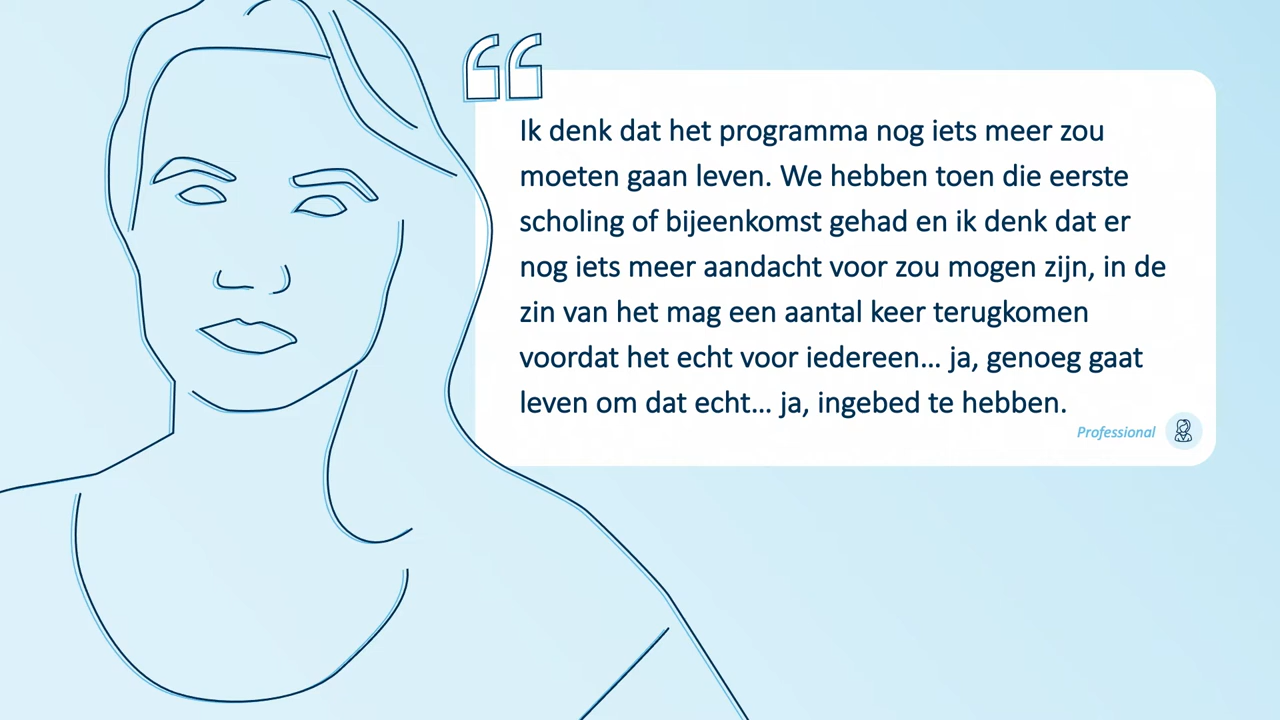 Ik denk dat het programma nog iets meer zou
moeten gaan leven. We hebben toen die eerste
scholing of bijeenkomst gehad en ik denk dat er
nog iets meer aandacht voor zou mogen zijn, in de
zin van het mag een aantal keer terugkomen
voordat het echt voor iedereen... ja, genoeg gaat
leven om dat echt... ja, ingebed te hebben.
Professional